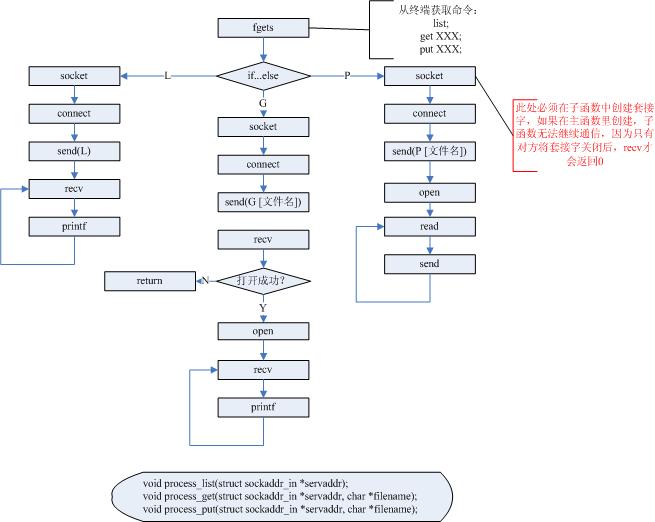 fgets
从终端获取命令：
list;
get XXX;
put XXX;
socket
L
if...else
P
socket
G
此处必须在子函数中创建套接
字，如果在主函数里创建，子
函数无法继续通信，因为只有
对方将套接字关闭后，recv才
会返回0
connect
socket
connect
send(L)
connect
send(P [文件名])
recv
send(G [文件名])
open
printf
recv
read
return
N
打开成功?
send
Y
open
recv
printf
void process_list(struct sockaddr_in *servaddr);
void process_get(struct sockaddr_in *servaddr, char *filename);
void process_put(struct sockaddr_in *servaddr, char *filename);